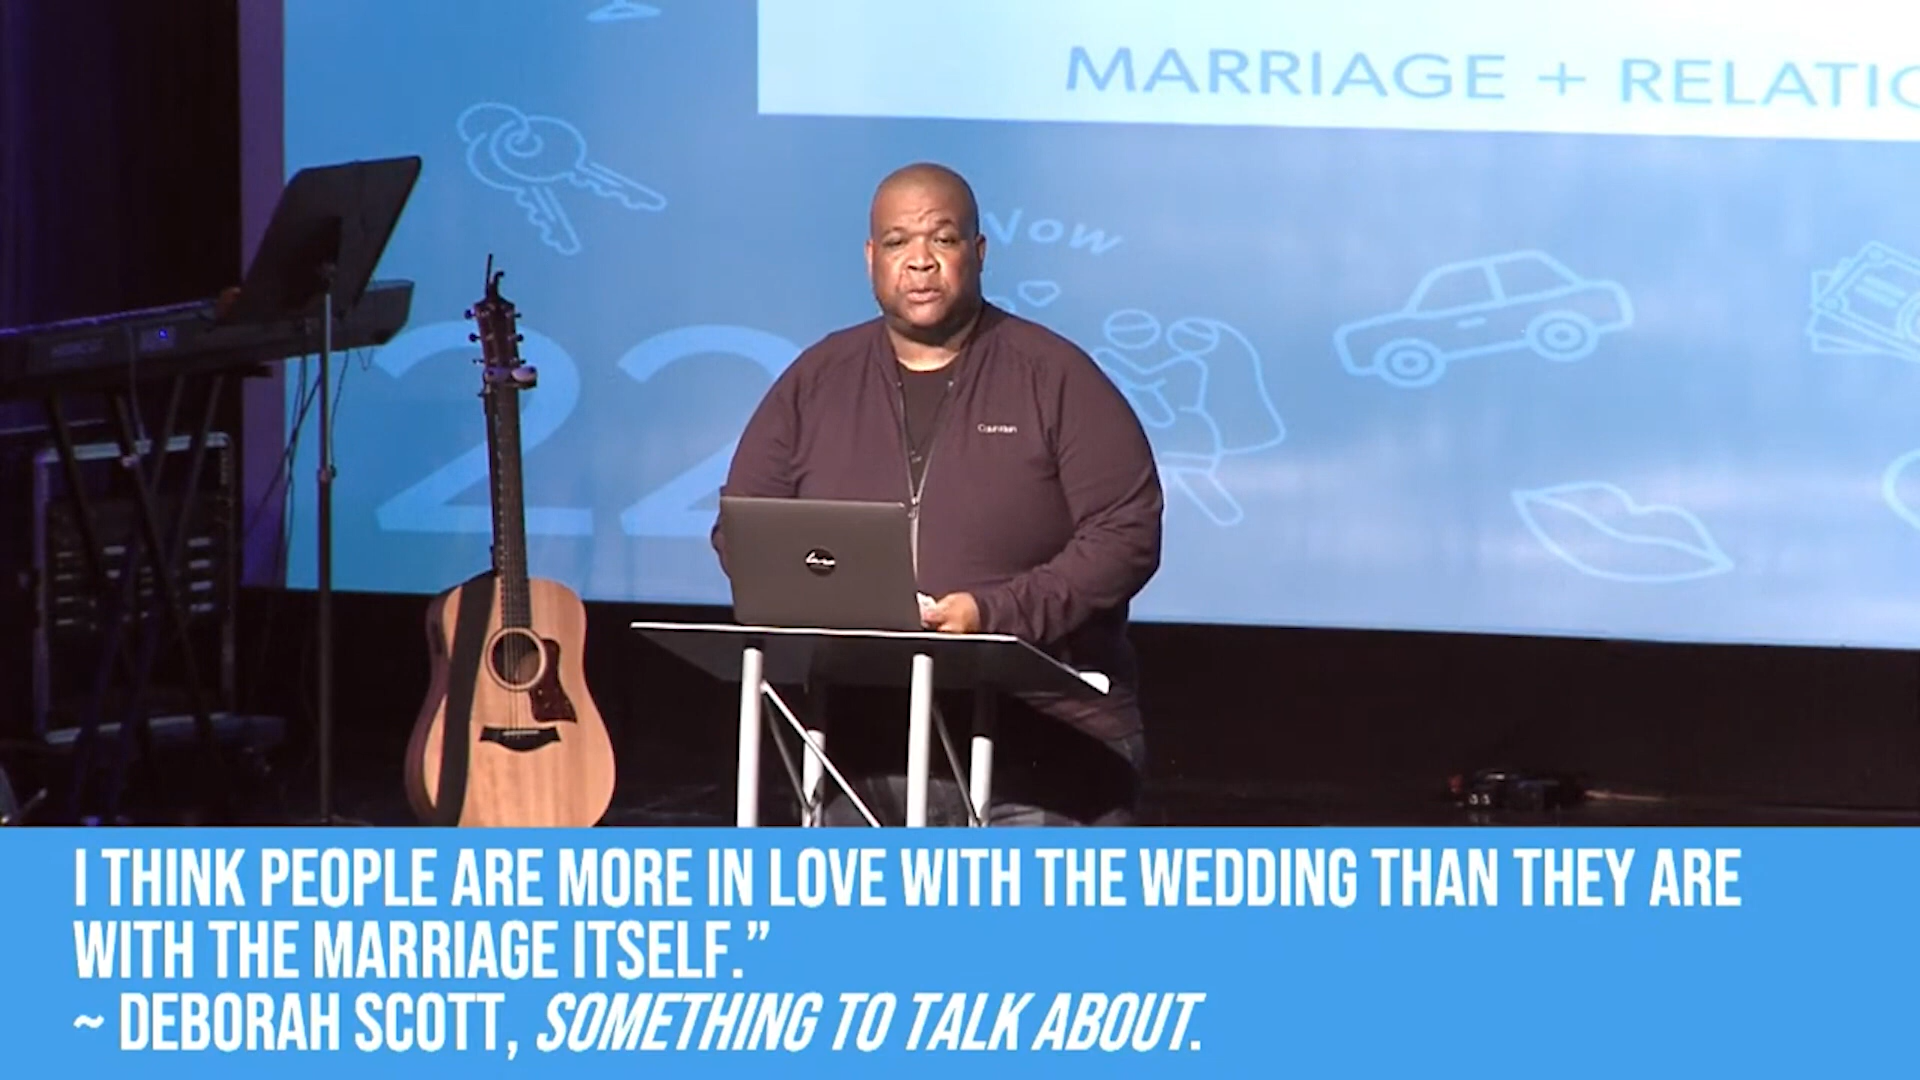 MARRIAGE + RELATIO
Now
22
I THINK PEOPLE ARE MORE IN LOVE WITH THE WEDDING THAN THEY ARE
WITH THE MARRIAGE ITSELF.”
~ DEBORAH SCOTT, SOMETHING TO TALK ABOUT.